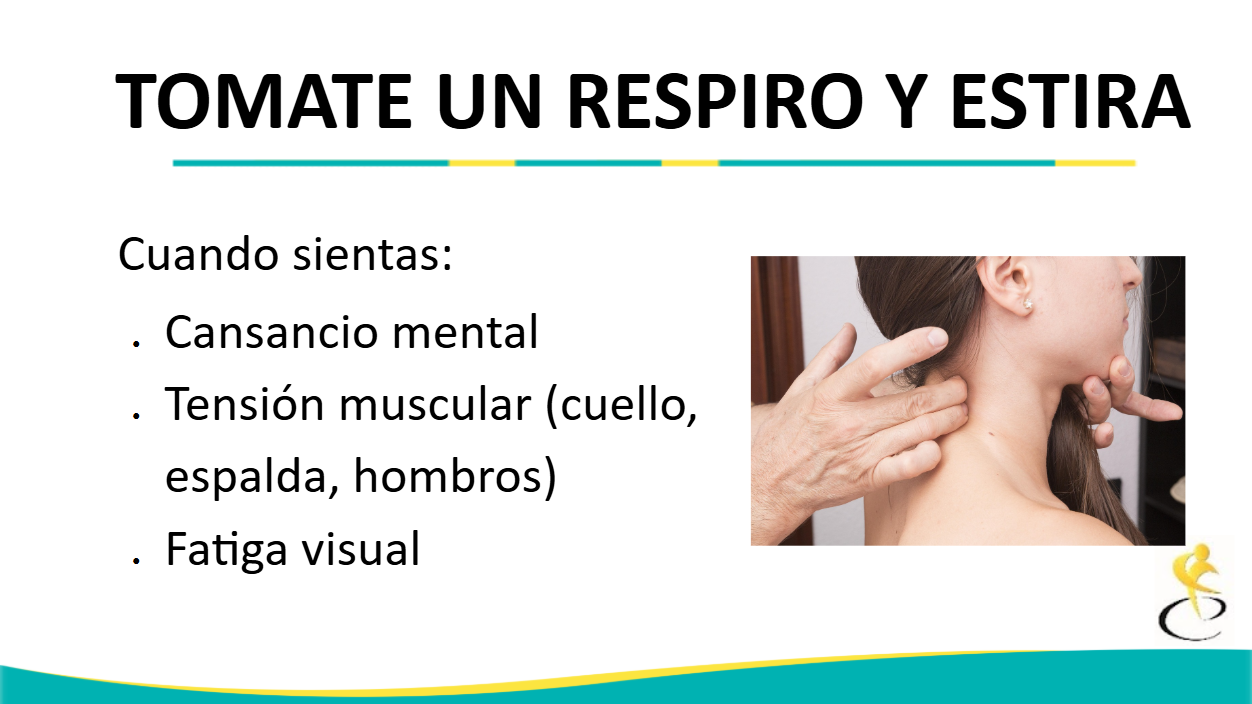 TOMATE UN RESPIRO Y ESTIRA
Cuando sientas:
. Cansancio mental
. Tensión muscular (cuello,
espalda, hombros)
. Fatiga visual